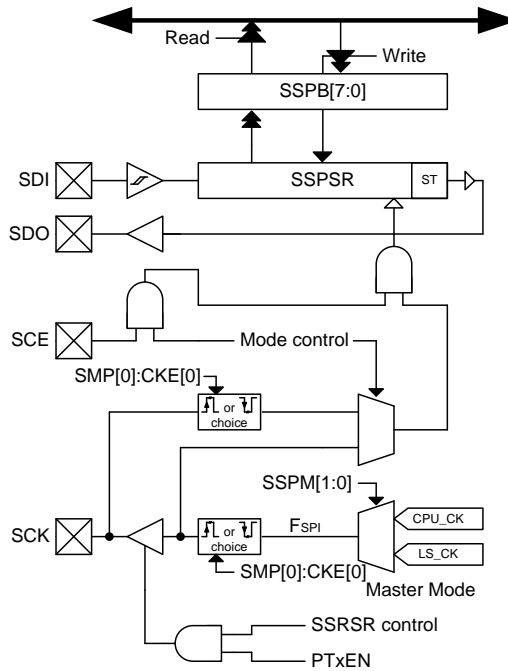 Read
Write
SSPB[7:0]
SDI
SSPSR
ST
SDO
SCE
Mode control
SMP[0]:CKE[0]
or
choice
SSPM[1:0]
SCK
or
choice
FSPI
CPU_CK
LS_CK
SMP[0]:CKE[0]
Master Mode
SSRSR control
PTxEN